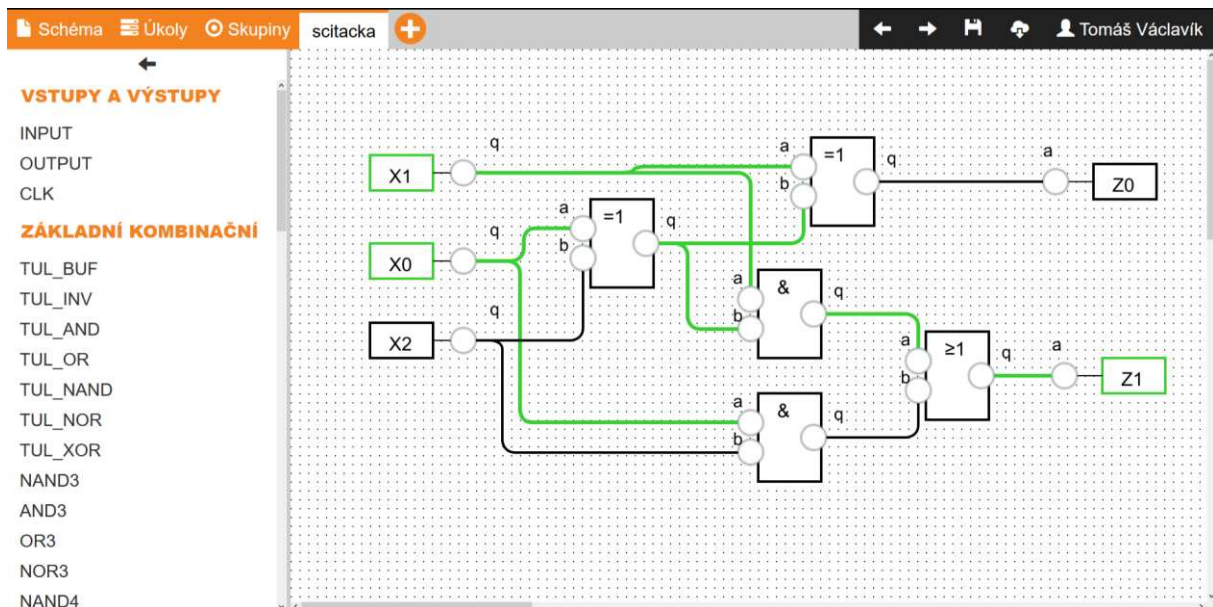 Schéma Úkoly Skupiny scitacka Tomáš Václavík
VSTUPY A VÝSTUPY
INPUT
OUTPUT
CLK
ZÁKLADNÍ KOMBINAČNÍ
TUL_BUF
TUL_INV
TUL_AND
TUL_OR
TUL_NAND
TUL_NOR
TUL_XOR
NAND3
AND3
OR3
NOR3
NAND4
X1 q
a b =1 q
a Z0
X0 q
a b =1 q
X2 q
a b & q
a b ≥1 q
a Z1
a b & q